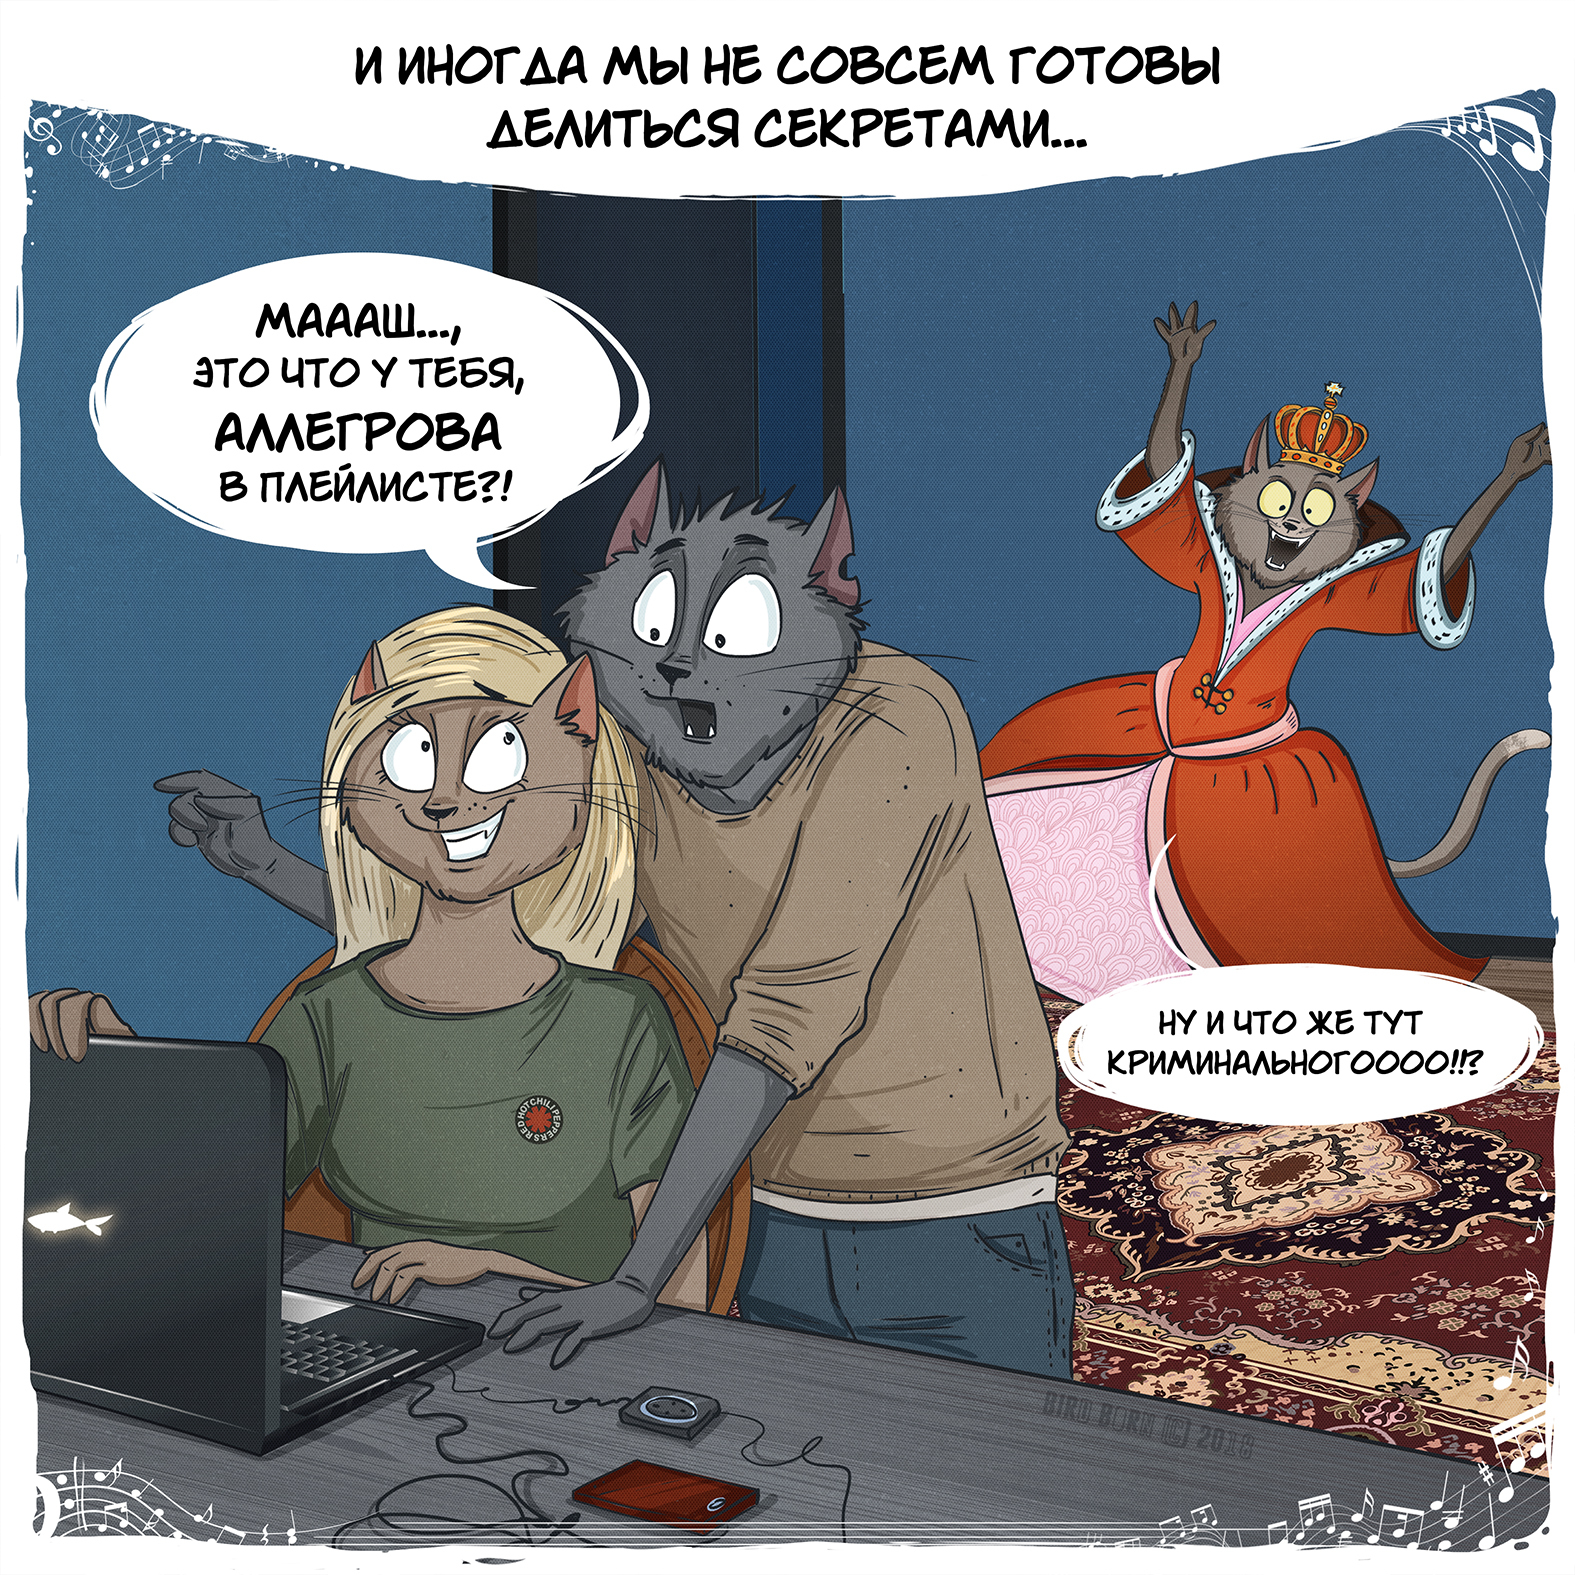 И ИНОГДА МЫ НЕ СОВСЕМ ГОТОВЫ
ДЕЛИТЬСЯ СЕКРЕТАМИ...
МАААШ...,
ЭТО ЧТО У ТЕБЯ,
АЛЛЕГРОВА
В ПЛЕЙЛИСТЕ?!
НУ И ЧТО ЖЕ ТУТ
КРИМИНАЛЬНОГОООО!!?
RED HOT CHILI PEPPERS
BIRD BORN © 2018